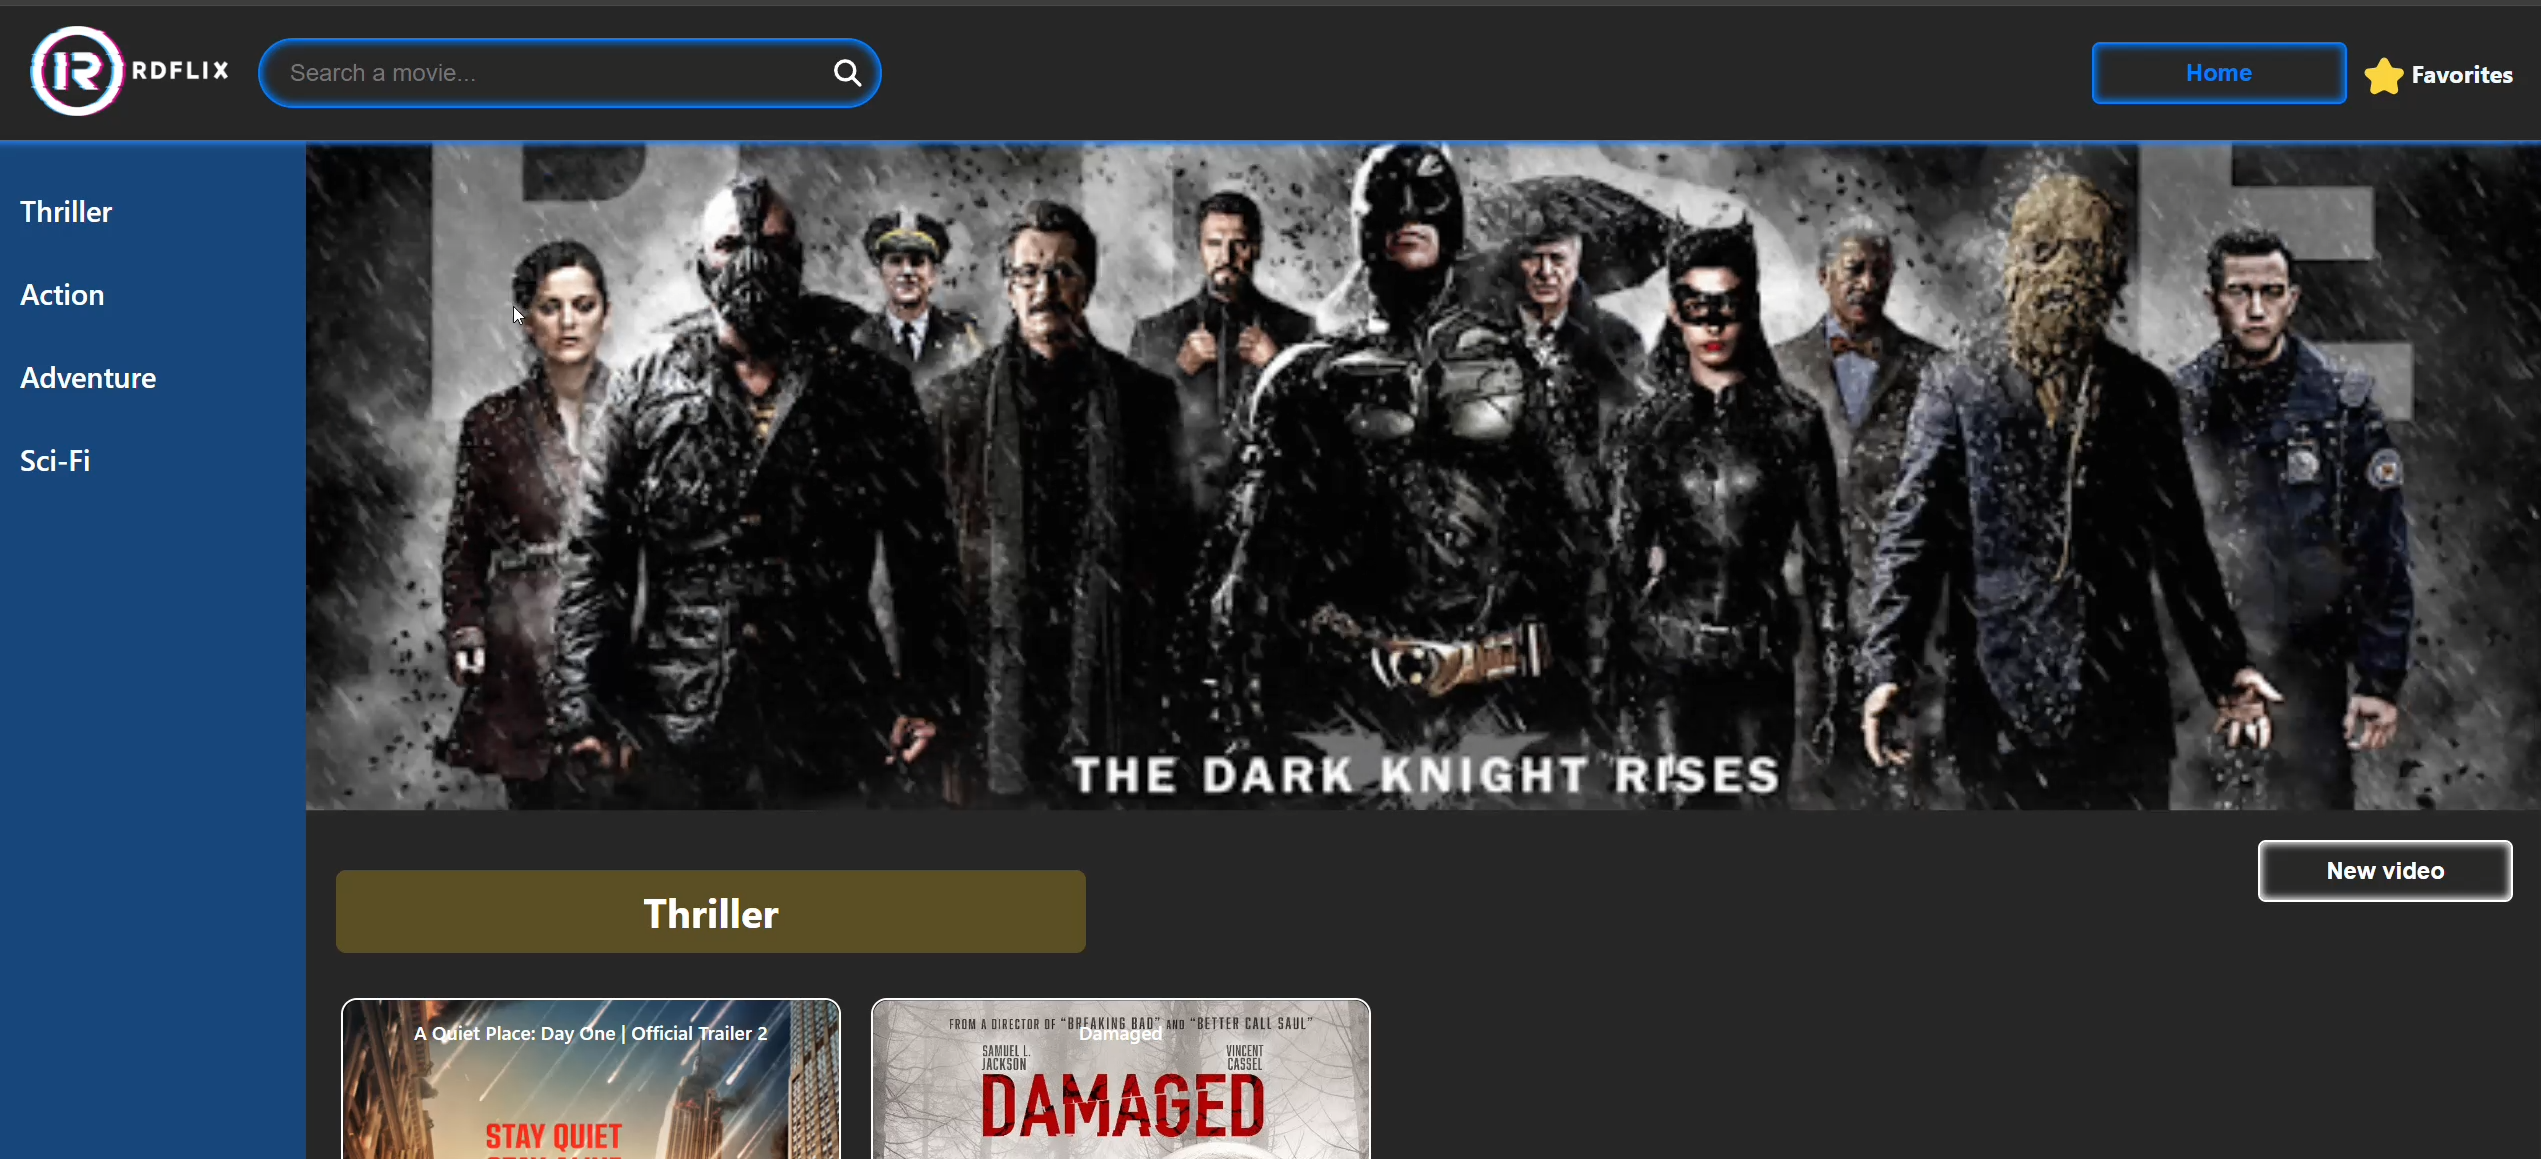 RDFLIX
Search a movie...
Home
Favorites
Thriller
Action
Adventure
Sci-Fi
THE DARK KNIGHT RISES
New video
Thriller
A Quiet Place: Day One | Official Trailer 2
STAY QUIET
FROM A DIRECTOR OF “BREAKING BAD” AND “BETTER CALL SAUL”
Damaged
SAMUEL L. JACKSON
VINCENT CASSEL
DAMAGED